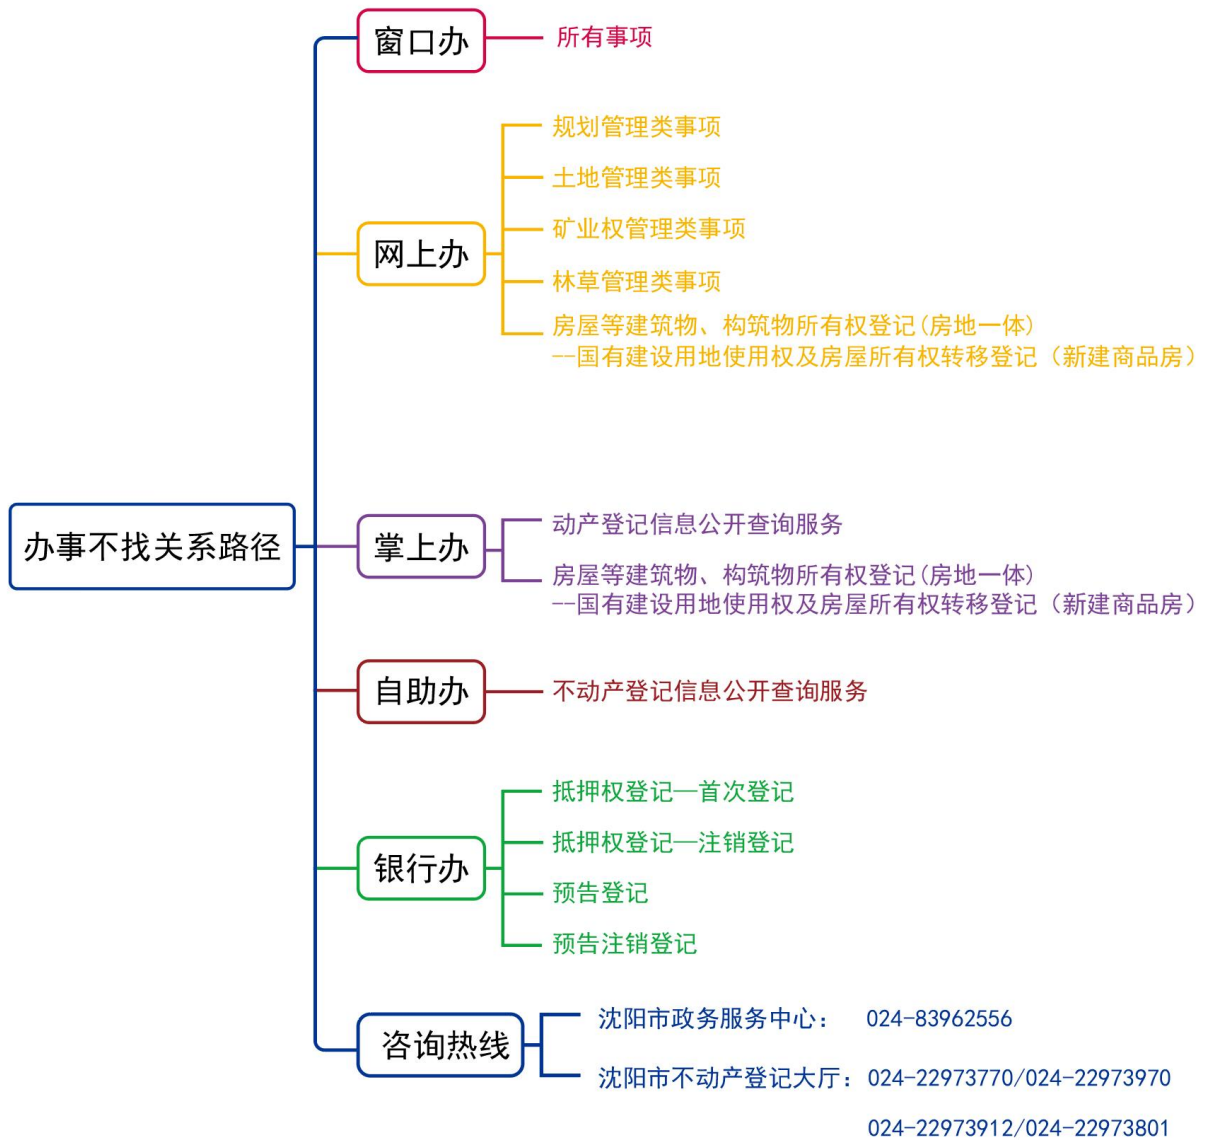 窗口办
所有事项
规划管理类事项
土地管理类事项
矿业权管理类事项
网上办
林草管理类事项
房屋等建筑物、构筑物所有权登记(房地一体)
--国有建设用地使用权及房屋所有权转移登记（新建商品房）
办事不找关系路径
掌上办
动产登记信息公开查询服务
房屋等建筑物、构筑物所有权登记(房地一体)
--国有建设用地使用权及房屋所有权转移登记（新建商品房）
自助办
不动产登记信息公开查询服务
银行办
抵押权登记—首次登记
抵押权登记—注销登记
预告登记
预告注销登记
咨询热线
沈阳市政务服务中心： 024-83962556
沈阳市不动产登记大厅：024-22973770/024-22973970
024-22973912/024-22973801